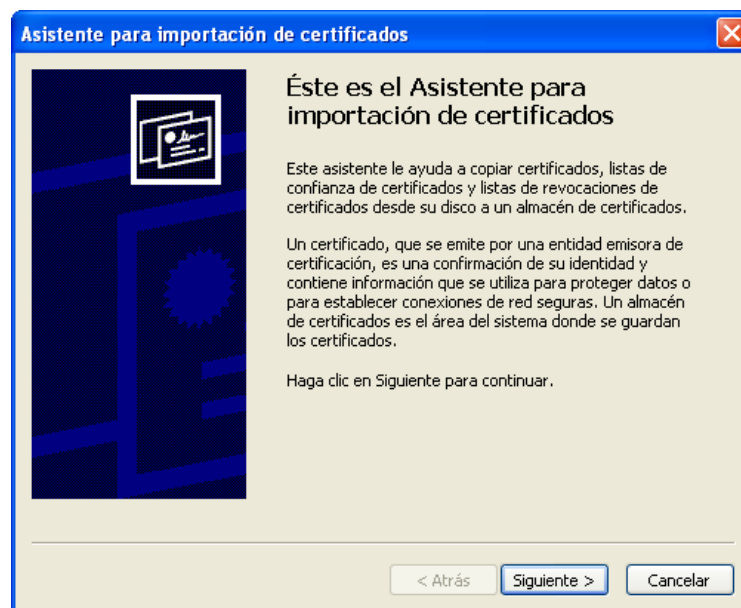 Asistente para importación de certificados
Éste es el Asistente para
importación de certificados
Este asistente le ayuda a copiar certificados, listas de
confianza de certificados y listas de revocaciones de
certificados desde su disco a un almacén de certificados.
Un certificado, que se emite por una entidad emisora de
certificación, es una confirmación de su identidad y
contiene información que se utiliza para proteger datos o
para establecer conexiones de red seguras. Un almacén
de certificados es el área del sistema donde se guardan
los certificados.
Haga clic en Siguiente para continuar.
< Atrás Siguiente > Cancelar